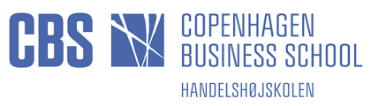 CBS
COPENHAGEN
BUSINESS SCHOOL
HANDELSHØJSKOLEN